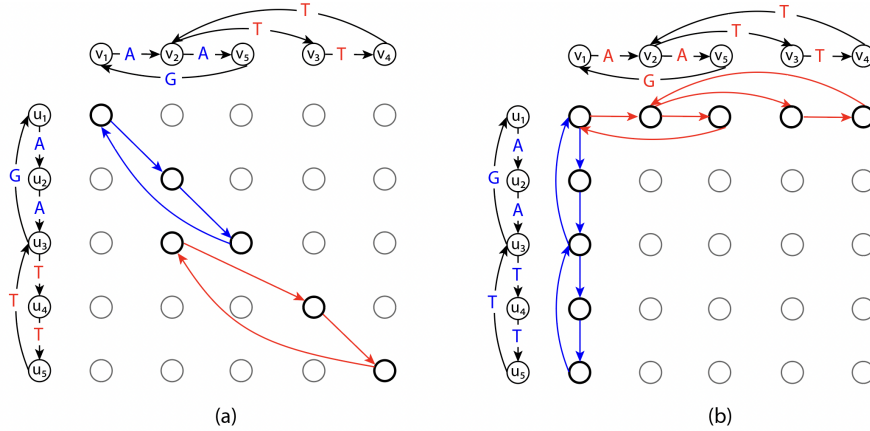 T T
T T
v1 A v2 A v5 v3 T v4 v1 A v2 A v5 v3 T v4
G G
u1 u1
A A
G u2 G u2
A A
u3 u3
T T
T u4 T u4
T T
u5 u5
(a) (b)